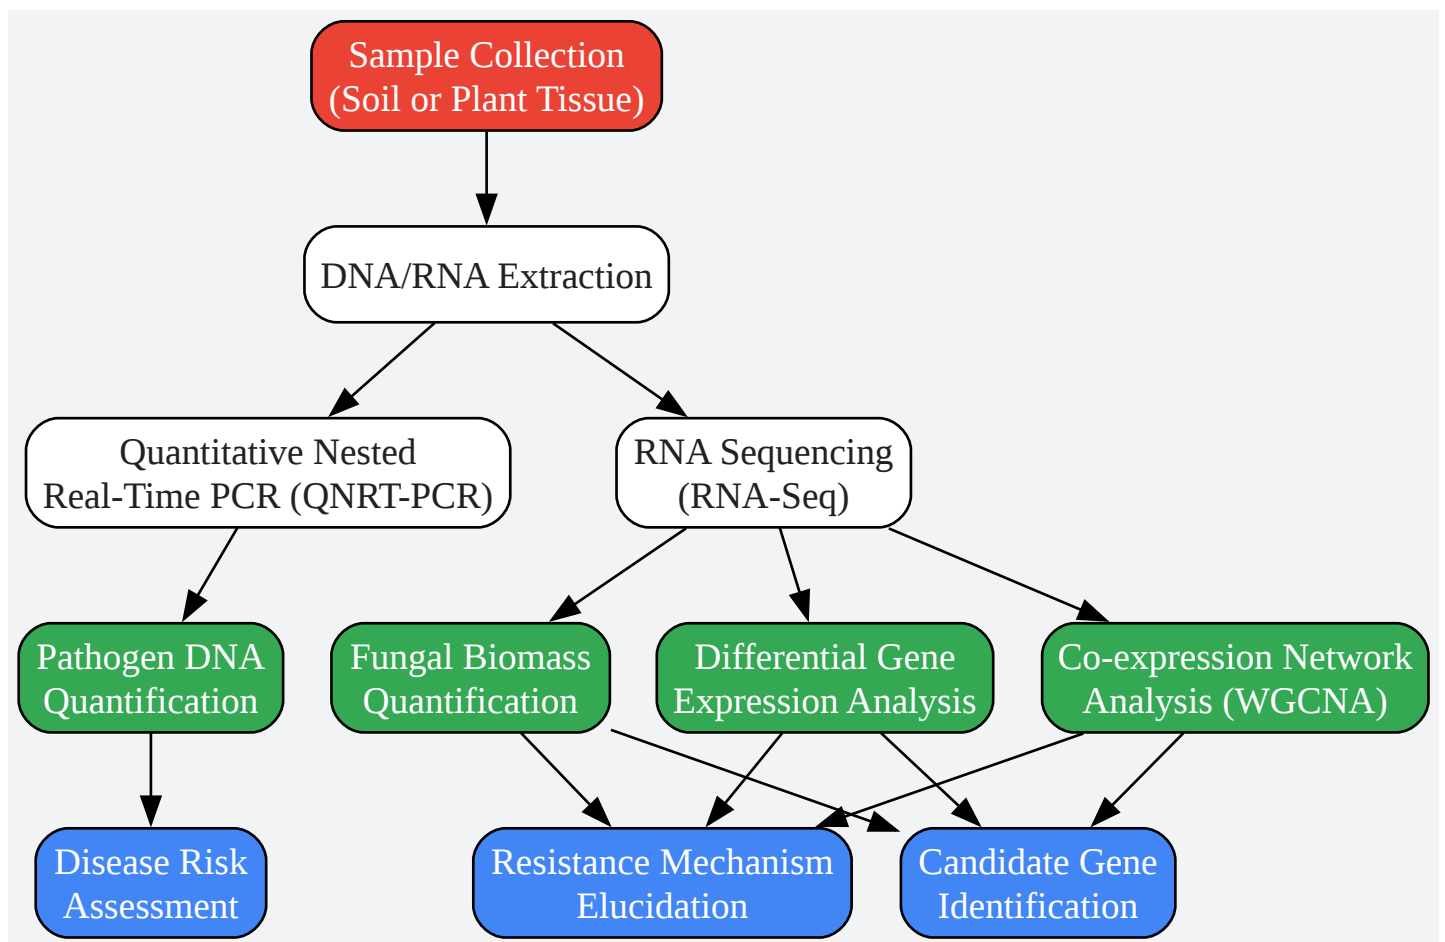 Sample Collection
(Soil or Plant Tissue)
DNA/RNA Extraction
Quantitative Nested
Real-Time PCR (QNRT-PCR)
RNA Sequencing
(RNA-Seq)
Pathogen DNA
Quantification
Fungal Biomass
Quantification
Differential Gene
Expression Analysis
Co-expression Network
Analysis (WGCNA)
Disease Risk
Assessment
Resistance Mechanism
Elucidation
Candidate Gene
Identification